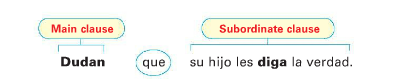 Main clause Subordinate clause
Dudan que su hijo les diga la verdad.